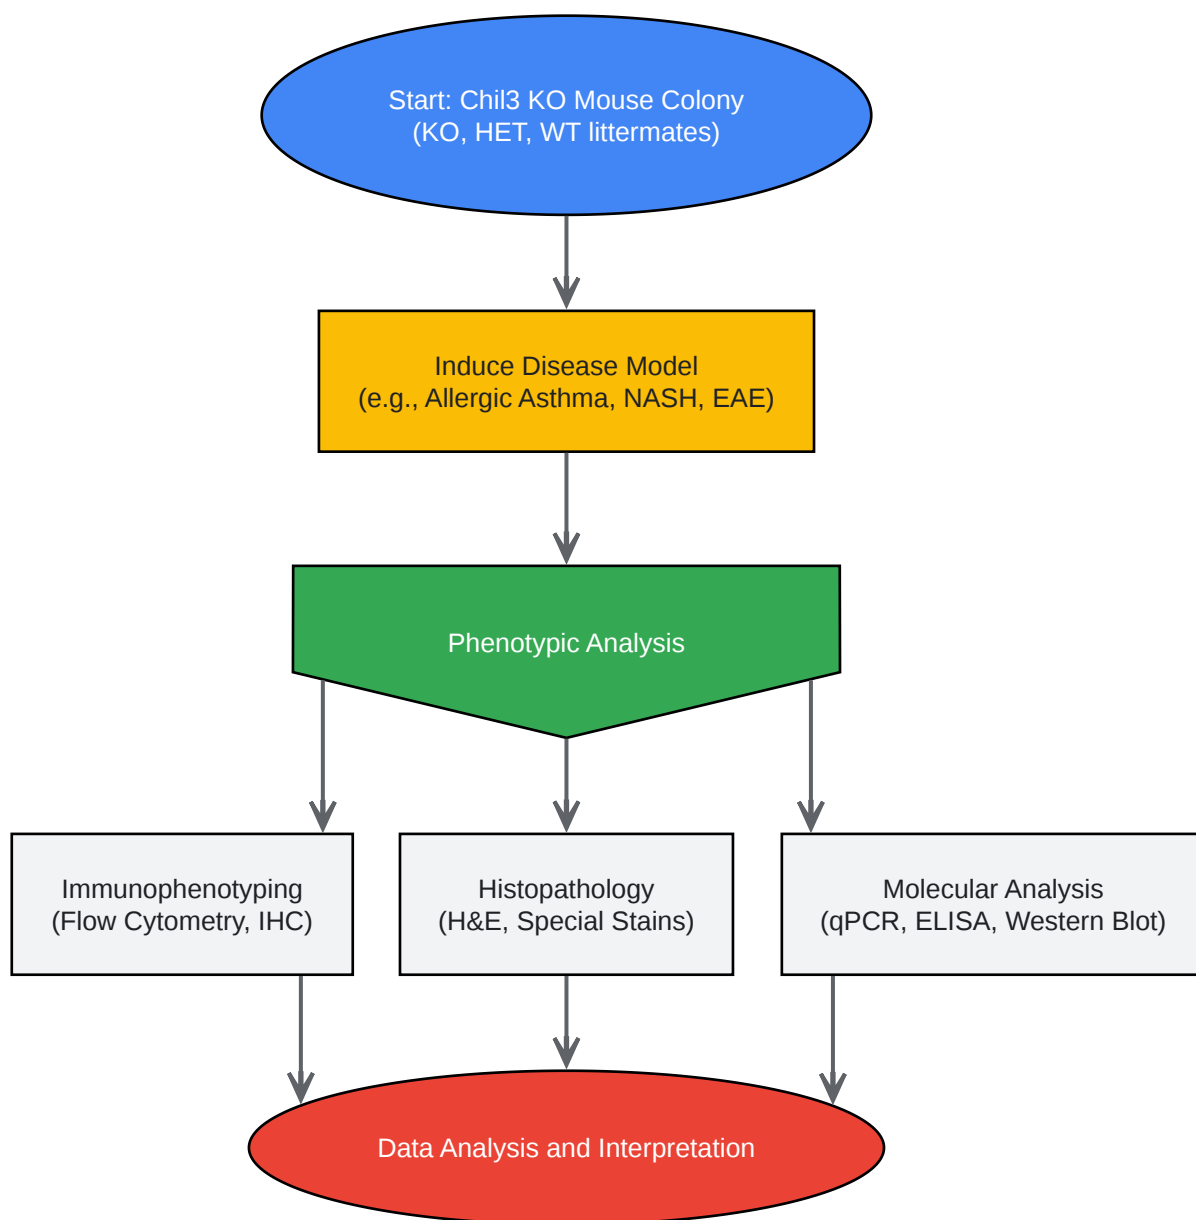 Start: Chil3 KO Mouse Colony
(KO, HET, WT littermates)
Induce Disease Model
(e.g., Allergic Asthma, NASH, EAE)
Phenotypic Analysis
Immunophenotyping
(Flow Cytometry, IHC)
Histopathology
(H&E, Special Stains)
Molecular Analysis
(qPCR, ELISA, Western Blot)
Data Analysis and Interpretation